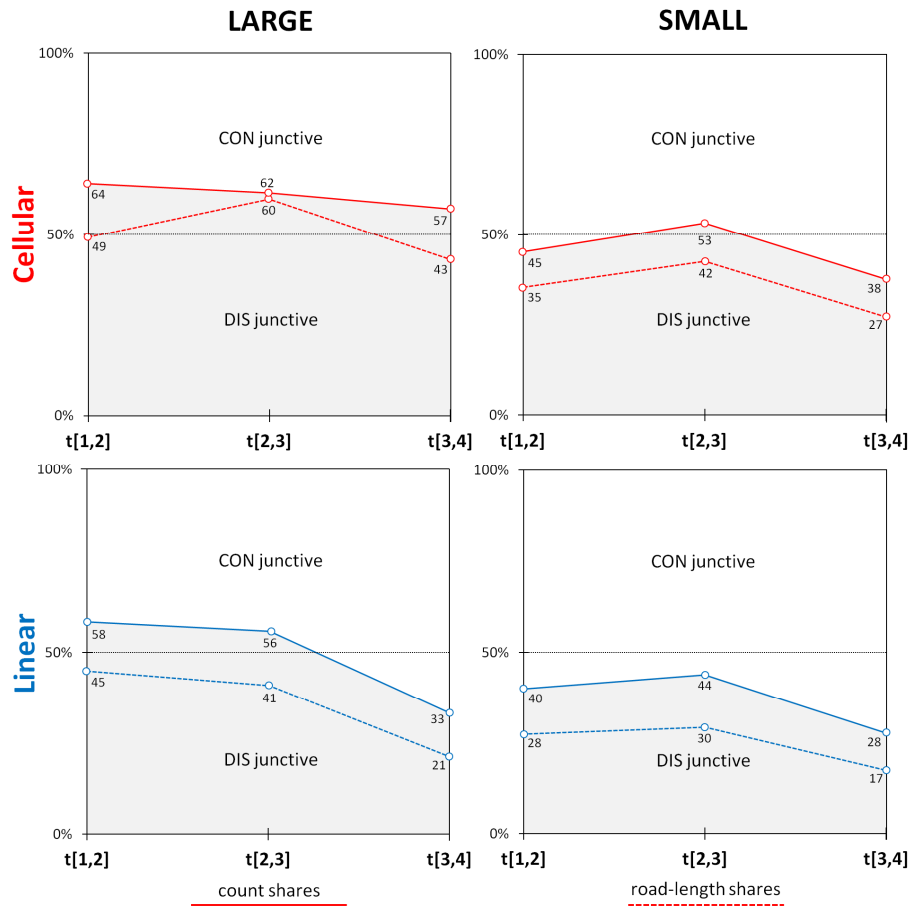 LARGE
SMALL
100%
100%
CON junctive
CON junctive
Cellular
64
62
57
49
60
43
50%
50%
45
53
38
35
42
27
DIS junctive
DIS junctive
0%
0%
t[1,2]
t[2,3]
t[3,4]
t[1,2]
t[2,3]
t[3,4]
100%
100%
CON junctive
CON junctive
Linear
58
56
33
45
41
21
50%
50%
40
44
28
28
30
17
DIS junctive
DIS junctive
0%
0%
t[1,2]
t[2,3]
t[3,4]
t[1,2]
t[2,3]
t[3,4]
count shares
road-length shares